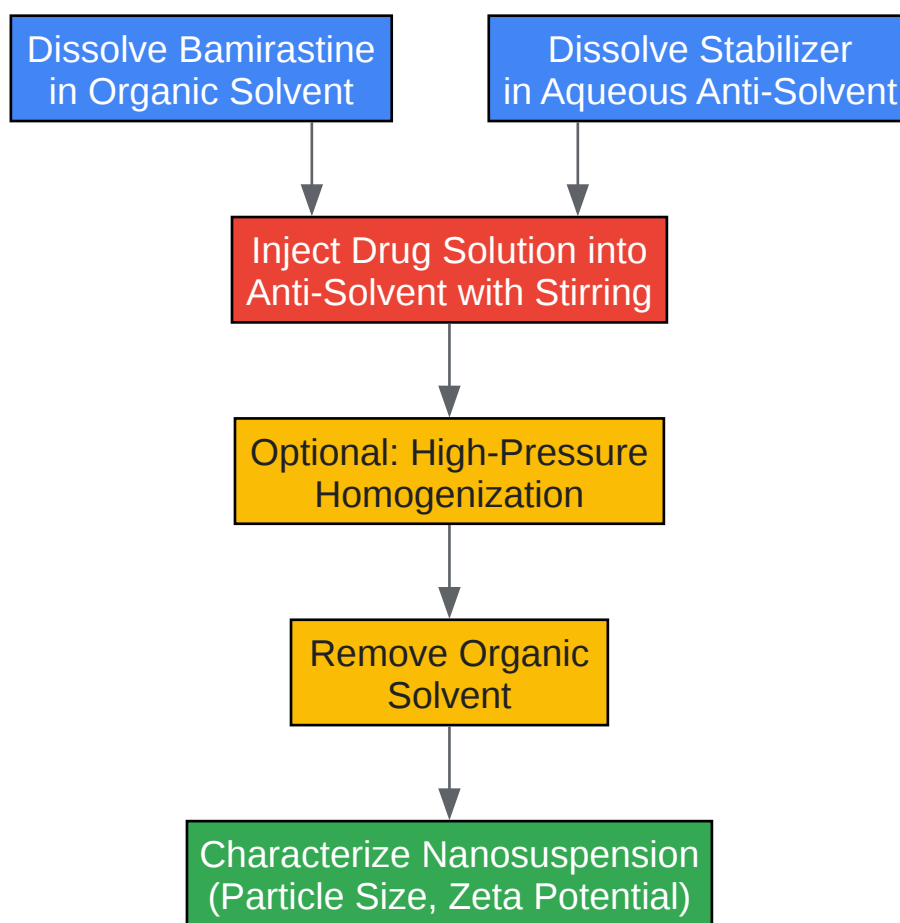 Dissolve Bamirastine
in Organic Solvent
Dissolve Stabilizer
in Aqueous Anti-Solvent
Inject Drug Solution into
Anti-Solvent with Stirring
Optional: High-Pressure
Homogenization
Remove Organic
Solvent
Characterize Nanosuspension
(Particle Size, Zeta Potential)